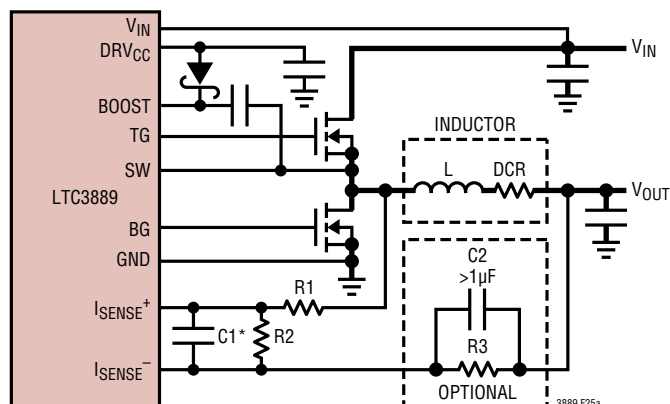 V_IN
DRV_CC
BOOST
TG
SW
LTC3889
BG
GND
I_SENSE^+
I_SENSE^−
C1*
R2
R1
V_IN
INDUCTOR
L
DCR
V_OUT
C2
>1µF
R3
OPTIONAL
3889 F25a